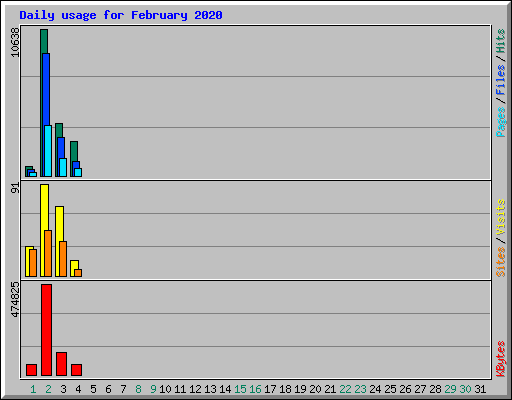 Daily usage for February 2020
10638
Pages/Files/Hits
91
Sites/Visits
474825
KBytes
1 2 3 4 5 6 7 8 9 10 11 12 13 14 15 16 17 18 19 20 21 22 23 24 25 26 27 28 29 30 31